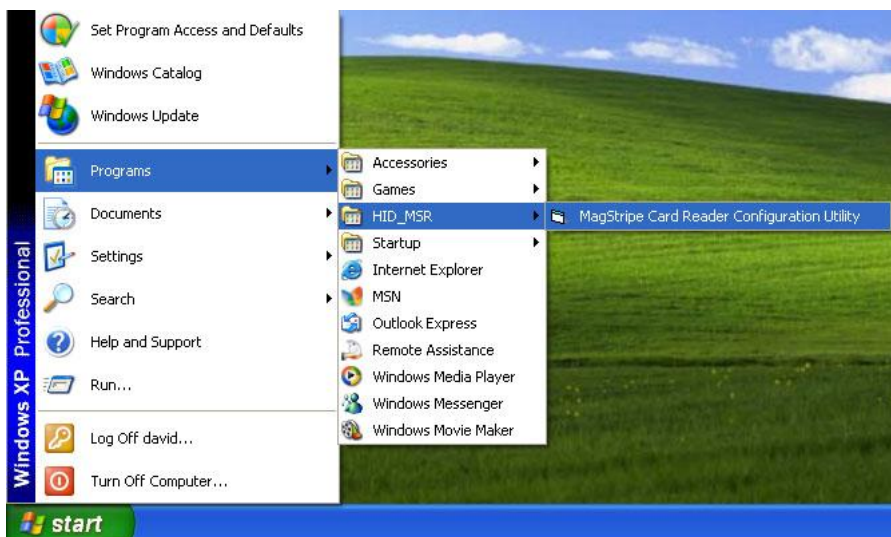 Set Program Access and Defaults
Windows Catalog
Windows Update
Programs
Documents
Settings
Search
Help and Support
Run...
Log Off david...
Turn Off Computer...
Windows XP Professional
Accessories
Games
HID_MSR
Startup
Internet Explorer
MSN
Outlook Express
Remote Assistance
Windows Media Player
Windows Messenger
Windows Movie Maker
MagStripe Card Reader Configuration Utility
start